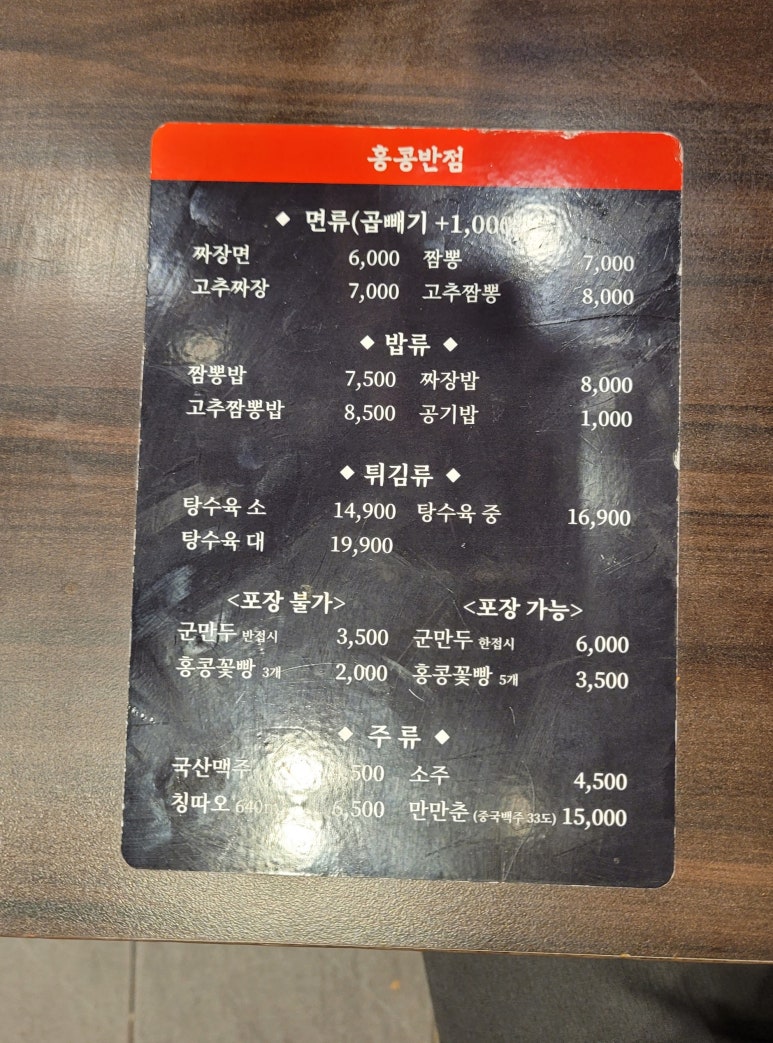 홍콩반점
◆ 면류(곱빼기 +1,000
짜장면 6,000 짬뽕 7,000
고추짜장 7,000 고추짬뽕 8,000
◆ 밥류 ◆
짬뽕밥 7,500 짜장밥 8,000
고추짬뽕밥 8,500 공기밥 1,000
◆ 튀김류 ◆
탕수육 소 14,900 탕수육 중 16,900
탕수육 대 19,900
<포장 불가> <포장 가능>
군만두 반접시 3,500 군만두 한접시 6,000
홍콩꽃빵 3개 2,000 홍콩꽃빵 5개 3,500
◆ 주 류 ◆
국산맥주 소주 4,500
칭따오 6,500 만만춘 (중국백주 33도) 15,000